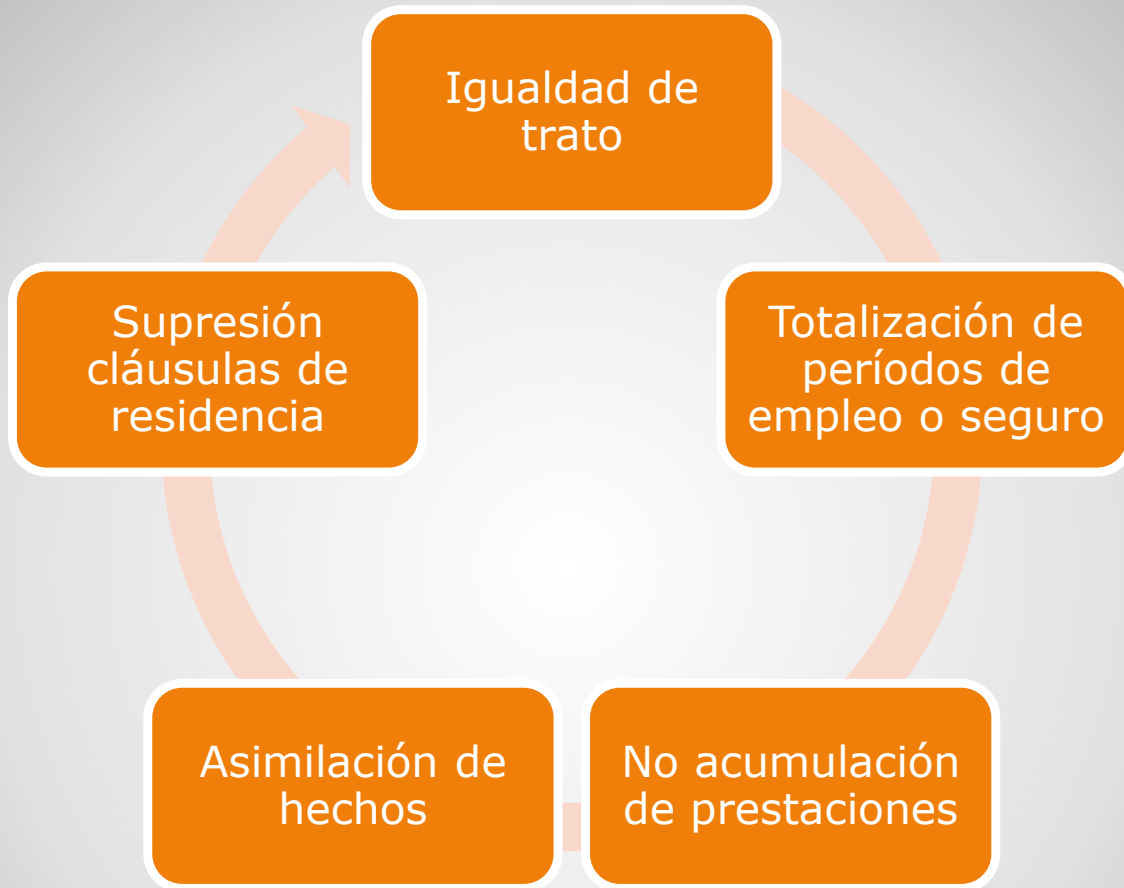 Igualdad de
trato
Totalización de
períodos de
empleo o seguro
No acumulación
de prestaciones
Asimilación de
hechos
Supresión
cláusulas de
residencia